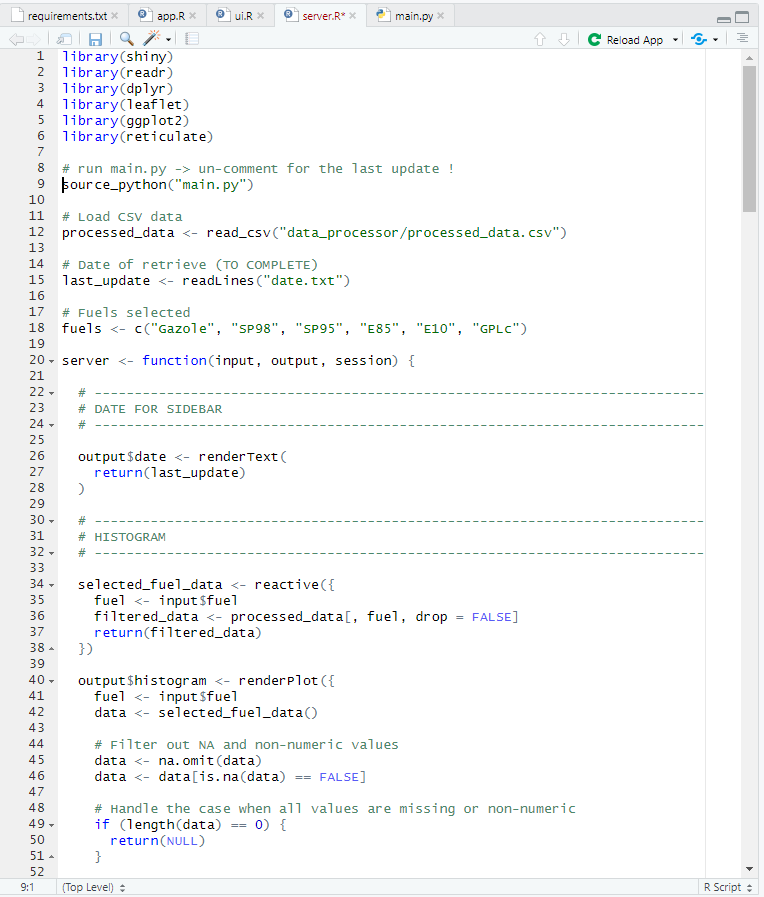 requirements.txt app.R ui.R server.R* main.py
Reload App
1 library(shiny)
2 library(readr)
3 library(dplyr)
4 library(leaflet)
5 library(ggplot2)
6 library(reticulate)
7
8 # run main.py -> un-comment for the last update !
9 source_python("main.py")
10
11 # Load CSV data
12 processed_data <- read_csv("data_processor/processed_data.csv")
13
14 # Date of retrieve (TO COMPLETE)
15 last_update <- readLines("date.txt")
16
17 # Fuels selected
18 fuels <- c("Gazole", "SP98", "SP95", "E85", "E10", "GPLc")
19
20 server <- function(input, output, session) {
21
22 # ----------------------------------------------------------------------------
23 # DATE FOR SIDEBAR
24 # ----------------------------------------------------------------------------
25
26 output$date <- renderText(
27 return(last_update)
28 )
29
30 # ----------------------------------------------------------------------------
31 # HISTOGRAM
32 # ----------------------------------------------------------------------------
33
34 selected_fuel_data <- reactive({
35 fuel <- input$fuel
36 filtered_data <- processed_data[, fuel, drop = FALSE]
37 return(filtered_data)
38 })
39
40 output$histogram <- renderPlot({
41 fuel <- input$fuel
42 data <- selected_fuel_data()
43
44 # Filter out NA and non-numeric values
45 data <- na.omit(data)
46 data <- data[is.na(data) == FALSE]
47
48 # Handle the case when all values are missing or non-numeric
49 if (length(data) == 0) {
50 return(NULL)
51 }
52
9:1 (Top Level) R Script